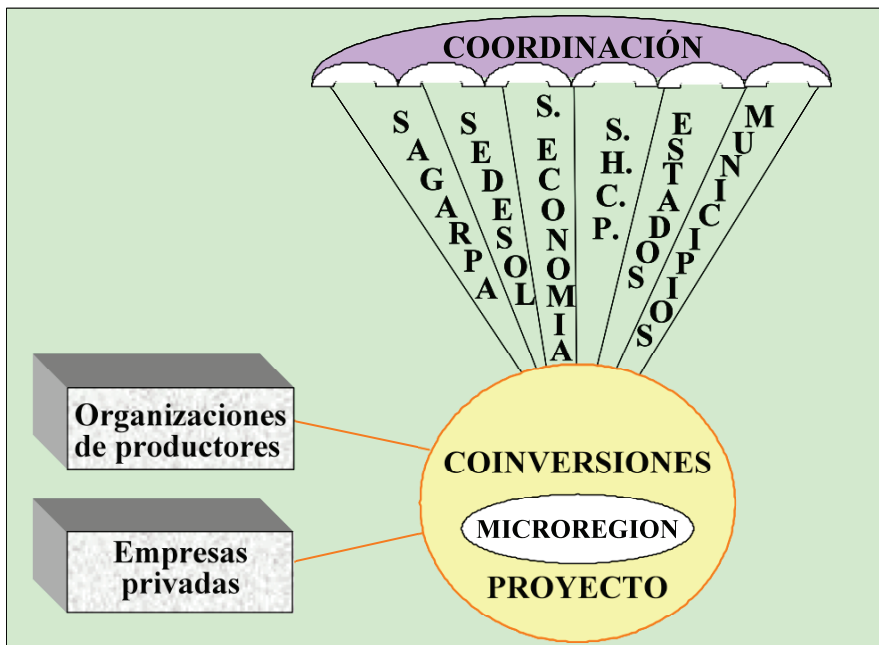 COORDINACIÓN
SAGARPA
SEDESOL
S. ECONOMIA
S.H.C.P.
ESTADOS
MUNICIPIOS
Organizaciones
de productores
Empresas
privadas
COINVERSIONES
MICROREGION
PROYECTO